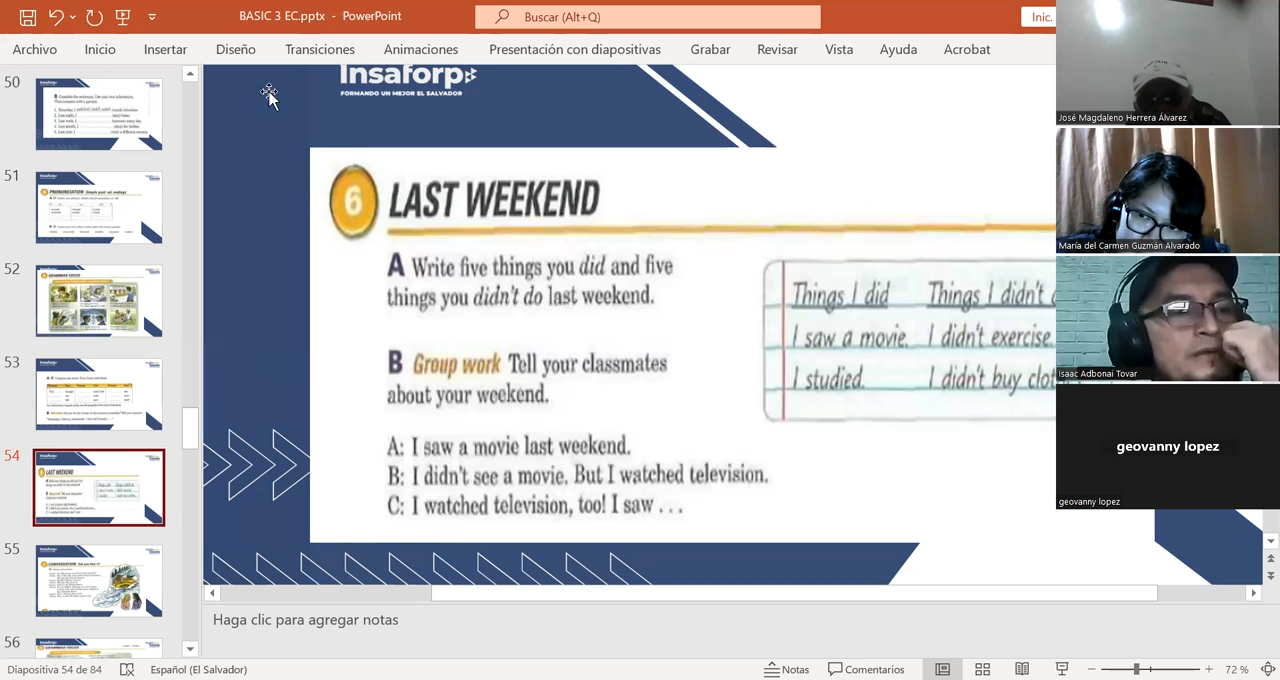 BASIC 3 EC.pptx - PowerPoint
Buscar (Alt+Q)
Inic.
Archivo Inicio Insertar Diseño Transiciones Animaciones Presentación con diapositivas Grabar Revisar Vista Ayuda Acrobat
50
51
52
53
54
55
56
Insaforp
FORMANDO UN MEJOR EL SALVADOR
6 LAST WEEKEND
A Write five things you did and five
things you didn't do last weekend.
B Group work Tell your classmates
about your weekend.
A: I saw a movie last weekend.
B: I didn't see a movie. But I watched television.
C: I watched television, too! I saw . . .
Things I did Things I didn't
I saw a movie. I didn't exercise.
I studied. I didn't buy
José Magdaleno Herrera Álvarez
María del Carmen Guzmán Alvarado
Isaac Adbonai Tovar
geovanny lopez
geovanny lopez
Haga clic para agregar notas
Diapositiva 54 de 84 Español (El Salvador) Notas Comentarios 72 %